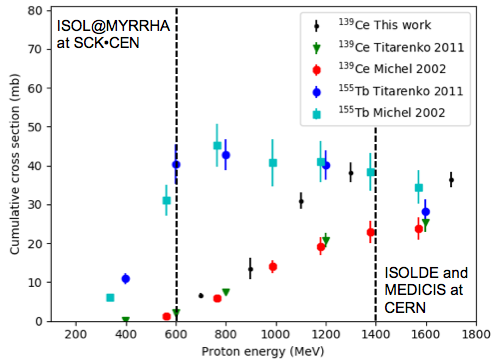 ISOL@MYRRHA
at SCK•CEN
¹³⁹Ce This work
¹³⁹Ce Titarenko 2011
¹³⁹Ce Michel 2002
¹⁵⁵Tb Titarenko 2011
¹⁵⁵Tb Michel 2002
ISOLDE and
MEDICIS at
CERN
Cumulative cross section (mb)
80
70
60
50
40
30
20
10
0
200 400 600 800 1000 1200 1400 1600 1800
Proton energy (MeV)